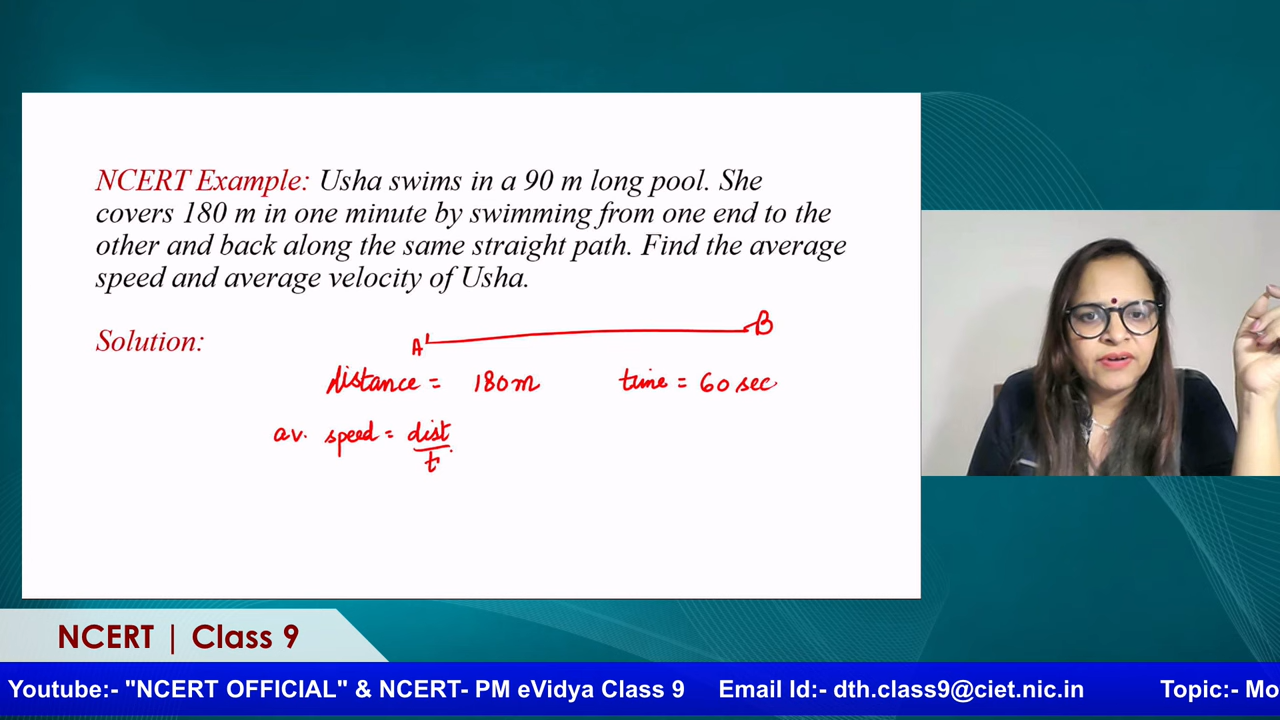 NCERT Example: Usha swims in a 90 m long pool. She
covers 180 m in one minute by swimming from one end to the
other and back along the same straight path. Find the average
speed and average velocity of Usha.
Solution:
A B
distance = 180m time = 60 sec
av. speed = dist
t
NCERT | Class 9
Youtube:- "NCERT OFFICIAL" & NCERT- PM eVidya Class 9 Email Id:- dth.class9@ciet.nic.in Topic:- Mo